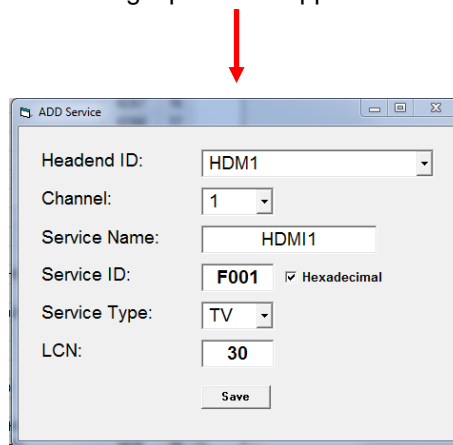 ADD Service
Headend ID: HDM1
Channel: 1
Service Name: HDMI1
Service ID: F001 Hexadecimal
Service Type: TV
LCN: 30
Save